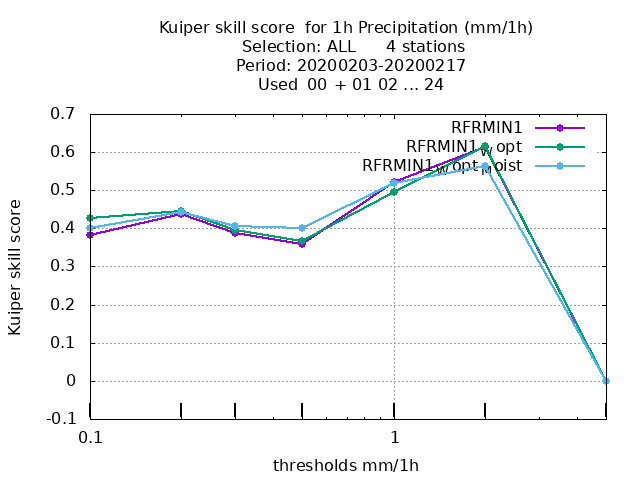 Kuiper skill score  for 1h Precipitation (mm/1h)
Selection: ALL      4 stations
Period: 20200203-20200217
Used  00  + 01 02 ... 24
0.7
0.6
0.5
0.4
0.3
0.2
0.1
0
-0.1
Kuiper skill score
RFRMIN1
RFRMIN1wopt
RFRMIN1woptMoist
0.1
1
thresholds mm/1h